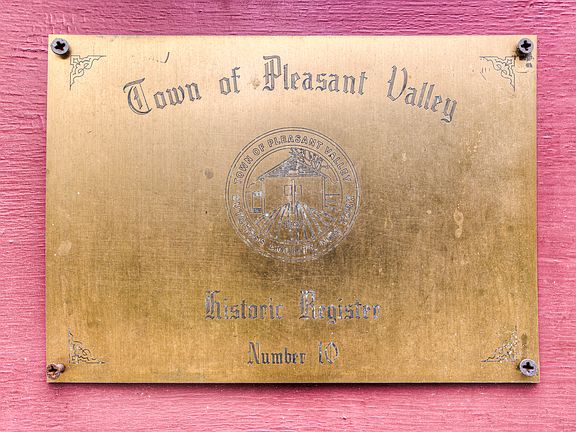 Town of Pleasant Valley
TOWN OF PLEASANT VALLEY
Historic Register
Number 10